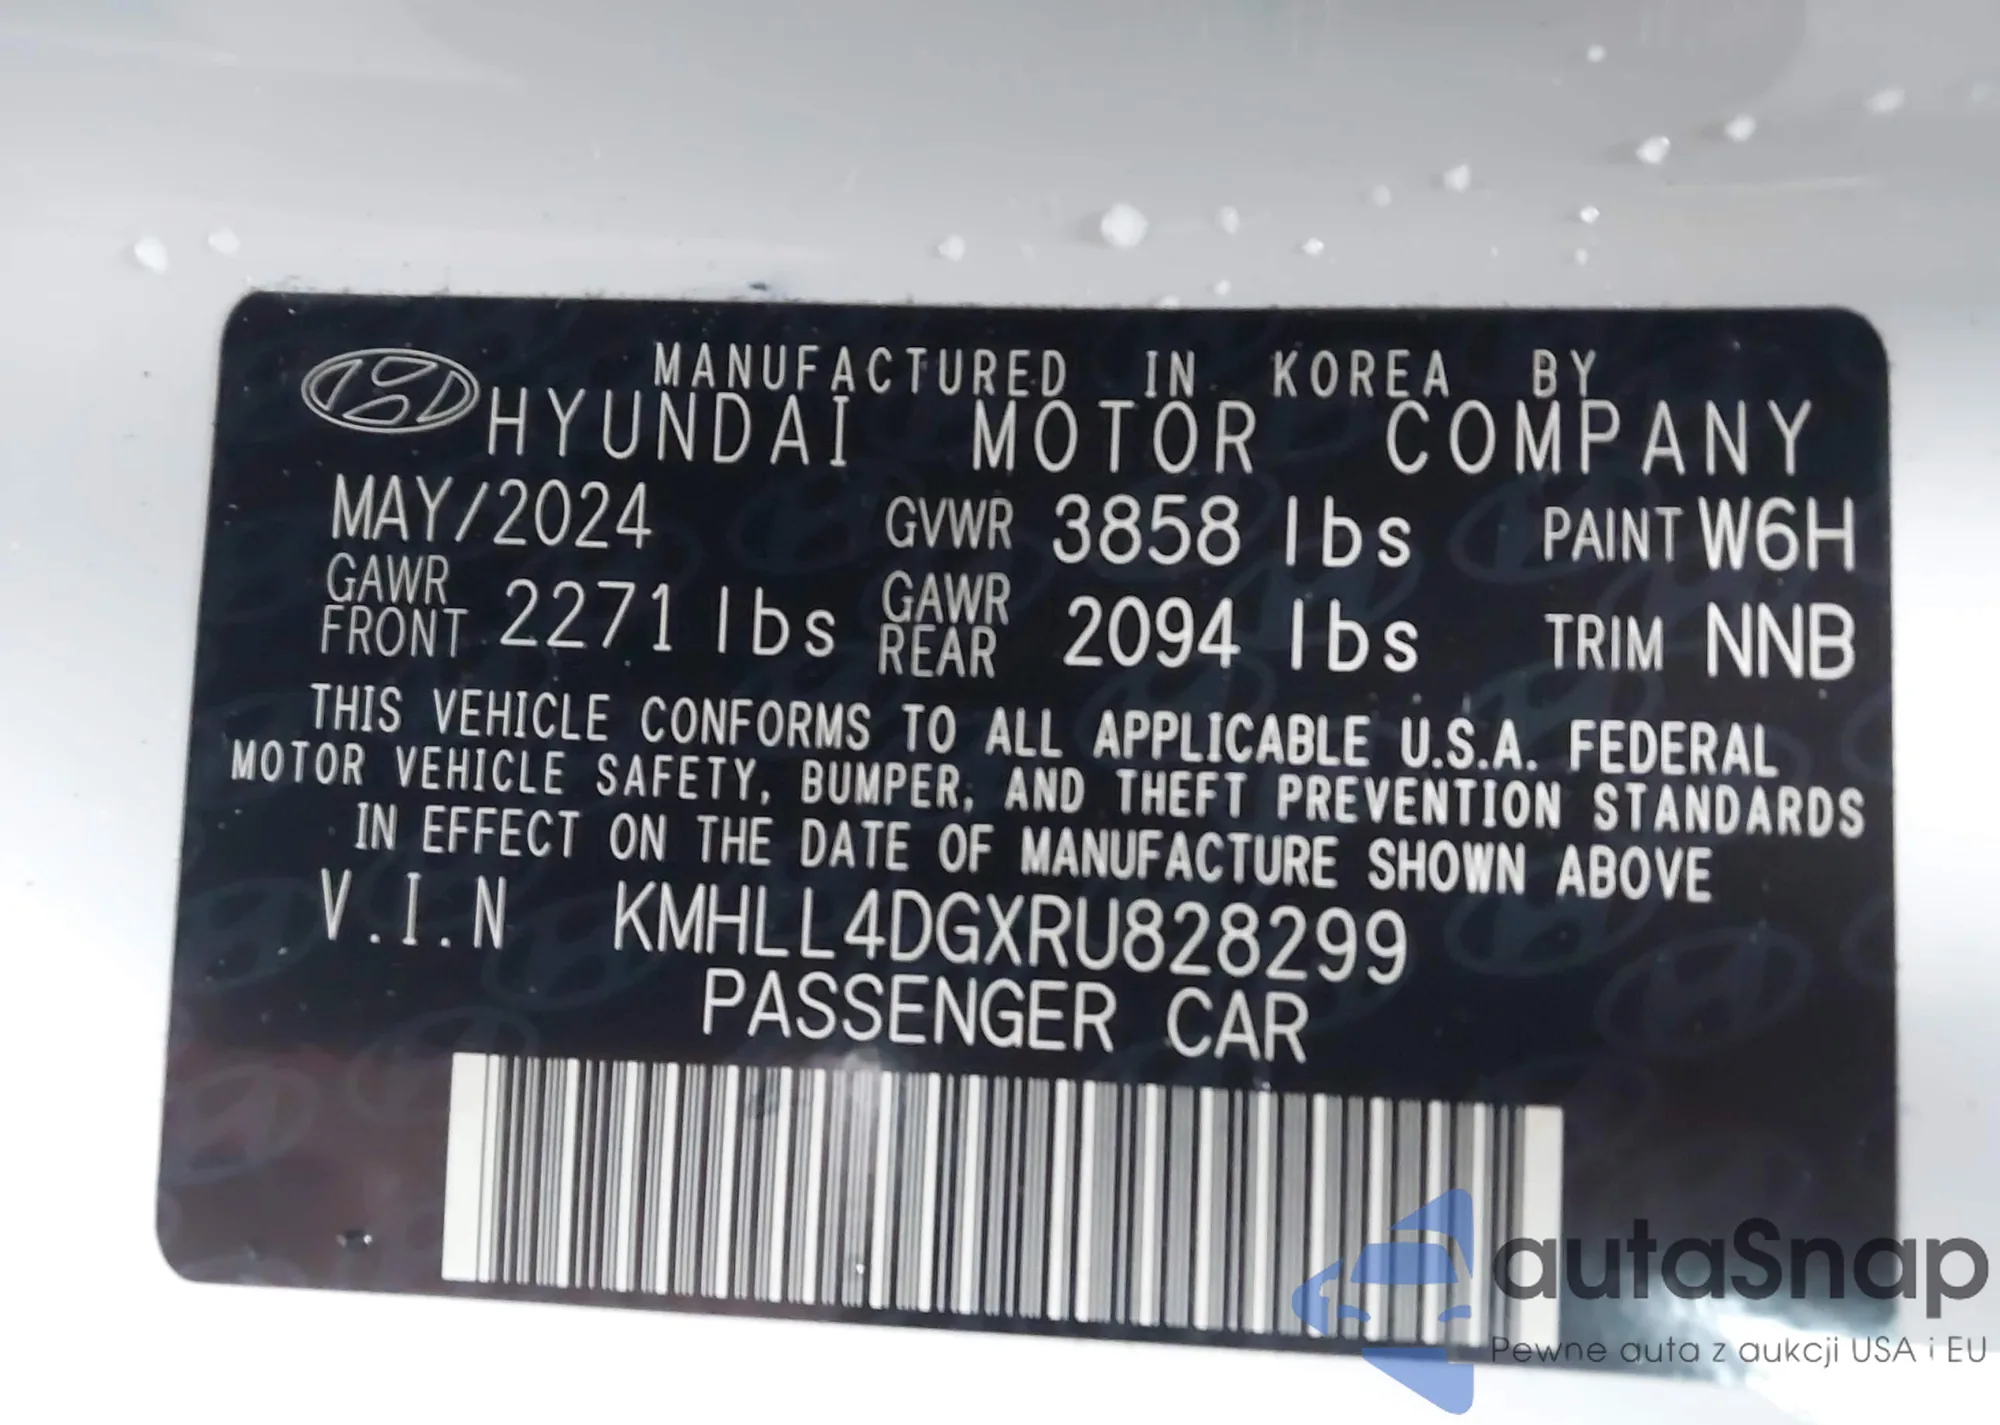 MANUFACTURED IN KOREA BY
HYUNDAI MOTOR COMPANY
MAY/2024 GVWR 3858 lbs PAINT W6H
GAWR FRONT 2271 lbs GAWR REAR 2094 lbs TRIM NNB
THIS VEHICLE CONFORMS TO ALL APPLICABLE U.S.A. FEDERAL
MOTOR VEHICLE SAFETY, BUMPER, AND THEFT PREVENTION STANDARDS
IN EFFECT ON THE DATE OF MANUFACTURE SHOWN ABOVE
V.I.N KMHLL4DGXRU828299
PASSENGER CAR
autaSnap
Pewne auta z aukcji USA i EU